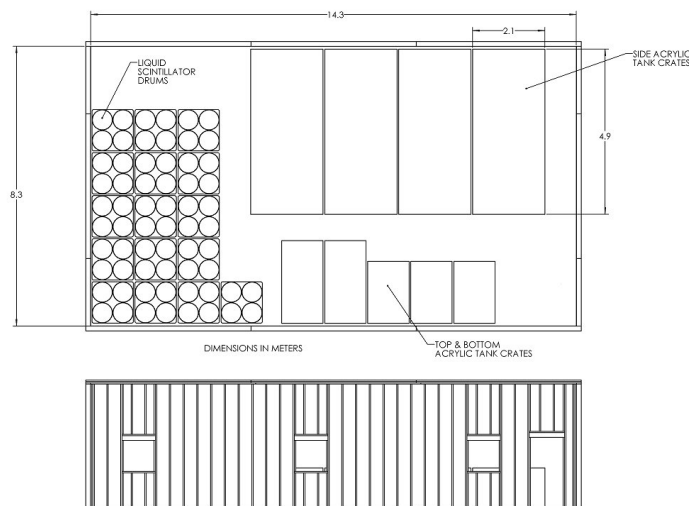 14.3
2.1
LIQUID
SCINTILLATOR
DRUMS
SIDE ACRYLIC
TANK CRATES
4.9
8.3
DIMENSIONS IN METERS
TOP & BOTTOM
ACRYLIC TANK CRATES